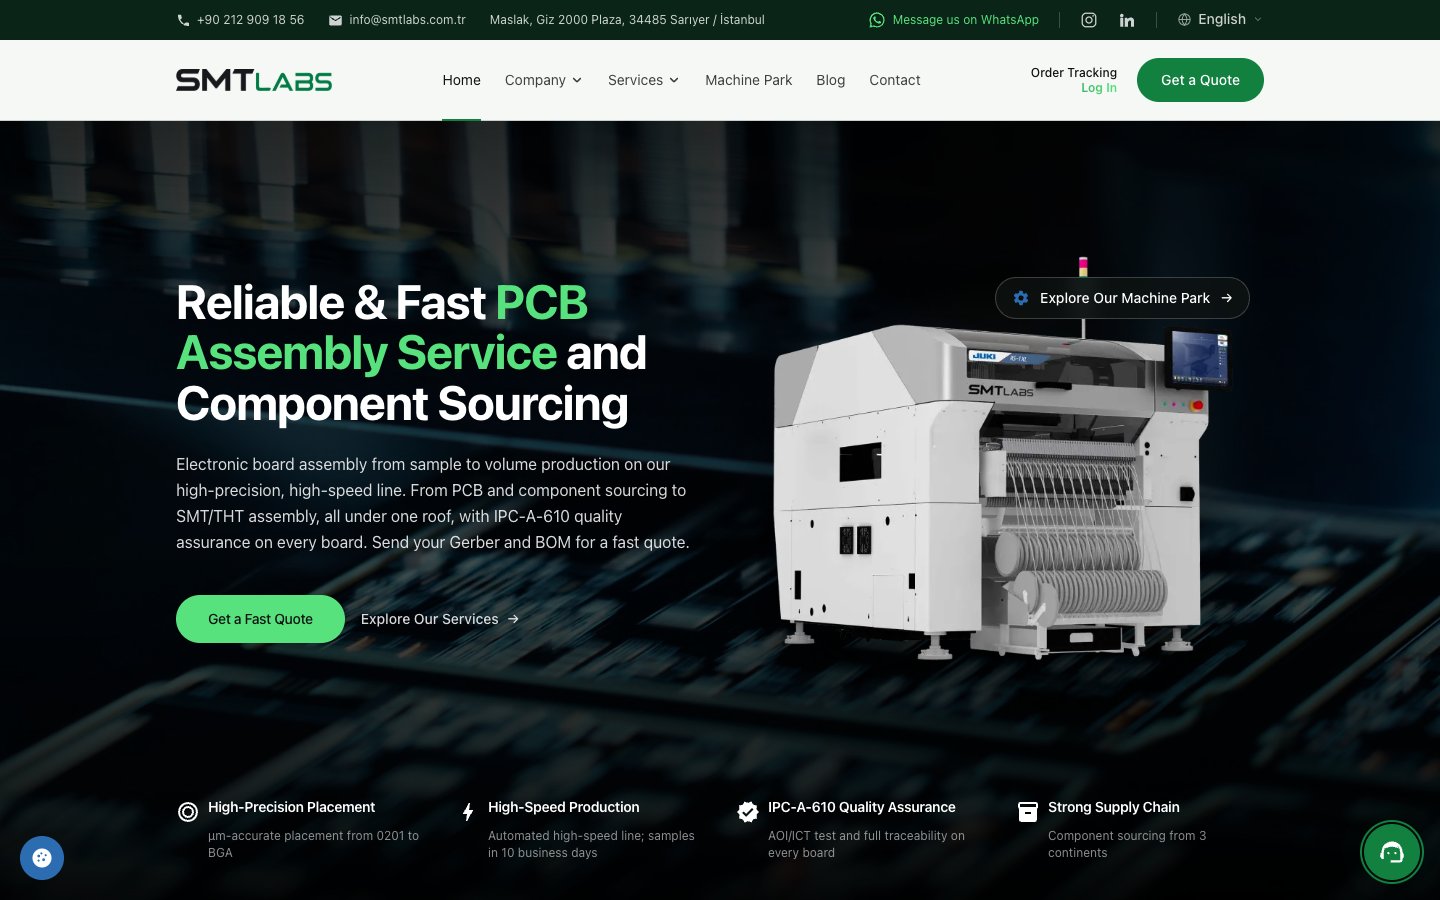 +90 212 909 18 56
info@smtlabs.com.tr
Maslak, Giz 2000 Plaza, 34485 Sarıyer / İstanbul
Message us on WhatsApp
English
SMTLABS
Home
Company
Services
Machine Park
Blog
Contact
Order Tracking
Log In
Get a Quote
Reliable & Fast PCB
Assembly Service and
Component Sourcing
Electronic board assembly from sample to volume production on our
high-precision, high-speed line. From PCB and component sourcing to
SMT/THT assembly, all under one roof, with IPC-A-610 quality
assurance on every board. Send your Gerber and BOM for a fast quote.
Get a Fast Quote
Explore Our Services
Explore Our Machine Park
JUKI
SMTLABS
High-Precision Placement
µm-accurate placement from 0201 to
BGA
High-Speed Production
Automated high-speed line; samples
in 10 business days
IPC-A-610 Quality Assurance
AOI/ICT test and full traceability on
every board
Strong Supply Chain
Component sourcing from 3
continents